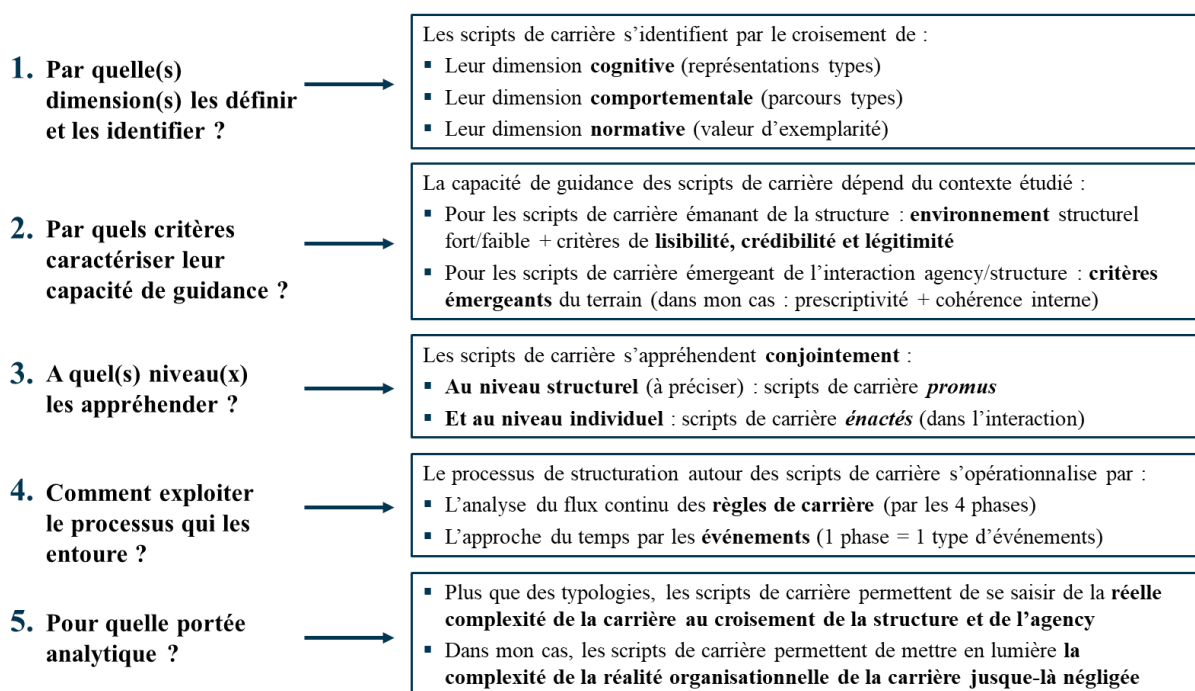 1. Par quelle(s)
dimension(s) les définir
et les identifier ?
Les scripts de carrière s’identifient par le croisement de :
▪ Leur dimension cognitive (représentations types)
▪ Leur dimension comportementale (parcours types)
▪ Leur dimension normative (valeur d’exemplarité)
2. Par quels critères
caractériser leur
capacité de guidance ?
La capacité de guidance des scripts de carrière dépend du contexte étudié :
▪ Pour les scripts de carrière émanant de la structure : environnement structurel
fort/faible + critères de lisibilité, crédibilité et légitimité
▪ Pour les scripts de carrière émergeant de l’interaction agency/structure : critères
émergeants du terrain (dans mon cas : prescriptivité + cohérence interne)
3. A quel(s) niveau(x)
les appréhender ?
Les scripts de carrière s’appréhendent conjointement :
▪ Au niveau structurel (à préciser) : scripts de carrière promus
▪ Et au niveau individuel : scripts de carrière énactés (dans l’interaction)
4. Comment exploiter
le processus qui les
entoure ?
Le processus de structuration autour des scripts de carrière s’opérationnalise par :
▪ L’analyse du flux continu des règles de carrière (par les 4 phases)
▪ L’approche du temps par les événements (1 phase = 1 type d’événements)
5. Pour quelle portée
analytique ?
▪ Plus que des typologies, les scripts de carrière permettent de se saisir de la réelle
complexité de la carrière au croisement de la structure et de l’agency
▪ Dans mon cas, les scripts de carrière permettent de mettre en lumière la
complexité de la réalité organisationnelle de la carrière jusque-là négligée